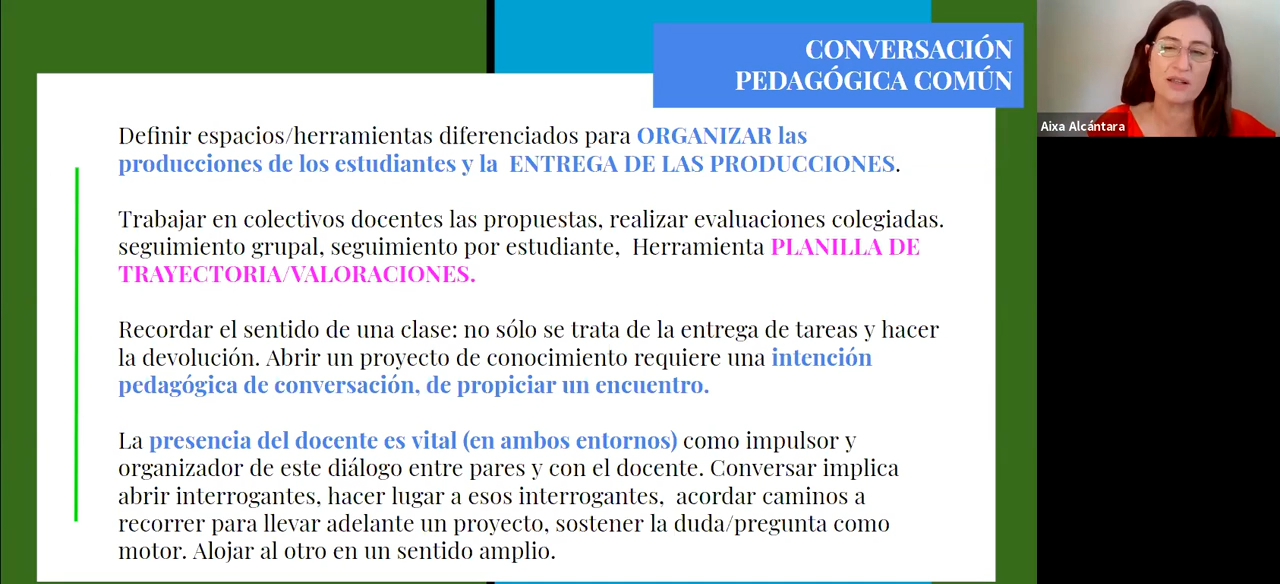 CONVERSACIÓN
PEDAGÓGICA COMÚN
Definir espacios/herramientas diferenciados para ORGANIZAR las
producciones de los estudiantes y la ENTREGA DE LAS PRODUCCIONES.
Trabajar en colectivos docentes las propuestas, realizar evaluaciones colegiadas.
seguimiento grupal, seguimiento por estudiante, Herramienta PLANILLA DE
TRAYECTORIA/VALORACIONES.
Recordar el sentido de una clase: no sólo se trata de la entrega de tareas y hacer
la devolución. Abrir un proyecto de conocimiento requiere una intención
pedagógica de conversación, de propiciar un encuentro.
La presencia del docente es vital (en ambos entornos) como impulsor y
organizador de este diálogo entre pares y con el docente. Conversar implica
abrir interrogantes, hacer lugar a esos interrogantes, acordar caminos a
recorrer para llevar adelante un proyecto, sostener la duda/pregunta como
motor. Alojar al otro en un sentido amplio.
Aixa Alcántara